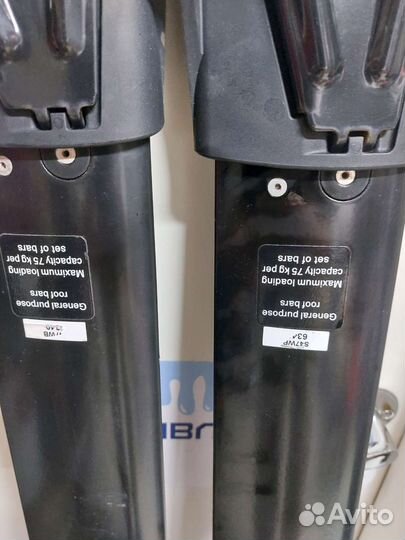 General purpose
roof bars
Maximum loading
capacity 75 kg per
set of bars
General purpose
roof bars
Maximum loading
capacity 75 kg per
set of bars
S47WP
Avito